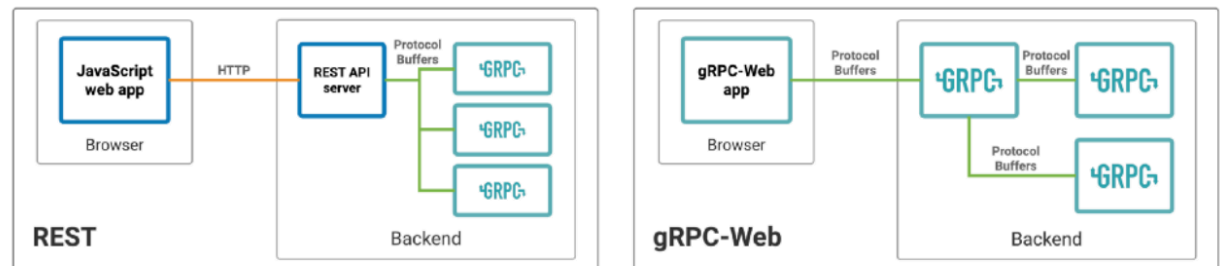 JavaScript
web app
Browser
HTTP
REST API
server
Protocol
Buffers
GRPC
GRPC
GRPC
Backend
REST
gRPC-Web
app
Browser
Protocol
Buffers
GRPC
Protocol
Buffers
GRPC
Protocol
Buffers
GRPC
Backend
gRPC-Web